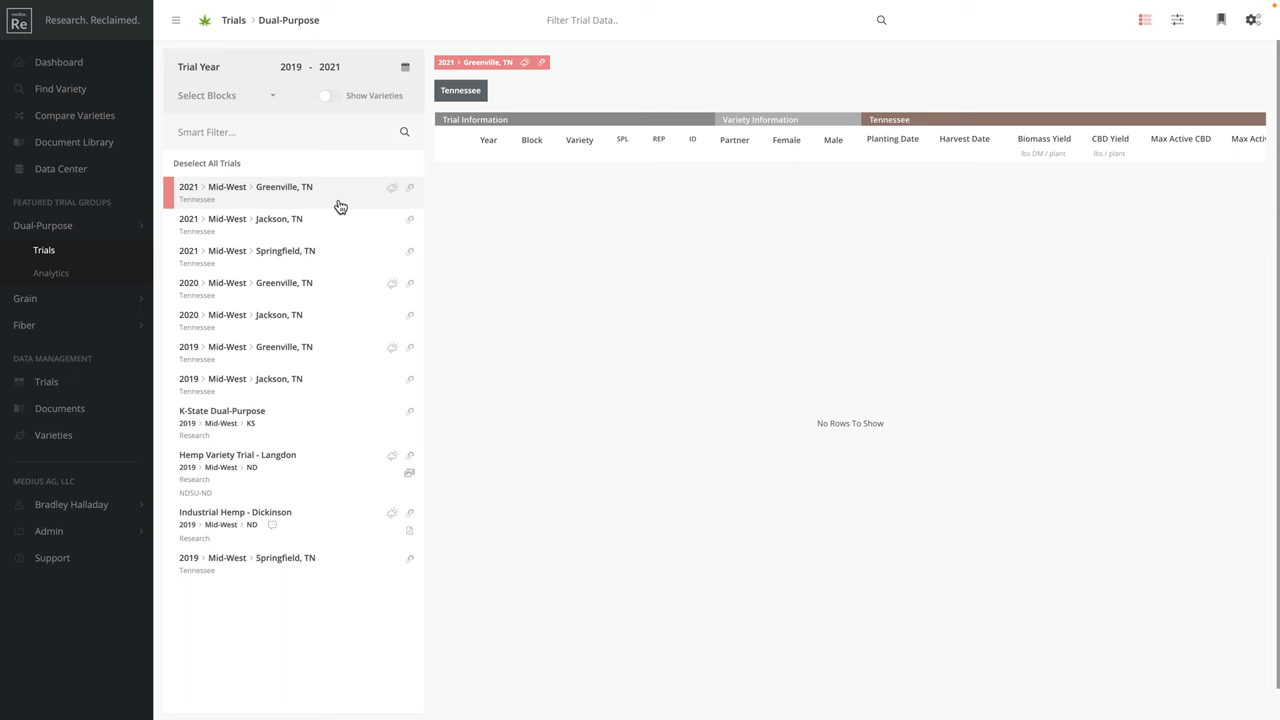 medius.
Re
Research. Reclaimed.
Dashboard
Find Variety
Compare Varieties
Document Library
Data Center
FEATURED TRIAL GROUPS
Dual-Purpose
Trials
Analytics
Grain
Fiber
DATA MANAGEMENT
Trials
Documents
Varieties
MEDIUS AG, LLC
Bradley Halladay
Admin
Support
Trials > Dual-Purpose
Filter Trial Data..
Trial Year 2019 - 2021
Select Blocks Show Varieties
Smart Filter...
Deselect All Trials
2021 > Mid-West > Greenville, TN
Tennessee
2021 > Mid-West > Jackson, TN
Tennessee
2021 > Mid-West > Springfield, TN
Tennessee
2020 > Mid-West > Greenville, TN
Tennessee
2020 > Mid-West > Jackson, TN
Tennessee
2019 > Mid-West > Greenville, TN
Tennessee
2019 > Mid-West > Jackson, TN
Tennessee
K-State Dual-Purpose
2019 > Mid-West > KS
Research
Hemp Variety Trial - Langdon
2019 > Mid-West > ND
Research
NDSU-ND
Industrial Hemp - Dickinson
2019 > Mid-West > ND
Research
2019 > Mid-West > Springfield, TN
Tennessee
2021 > Greenville, TN
Tennessee
Trial Information Variety Information Tennessee
Year Block Variety SPL REP ID Partner Female Male Planting Date Harvest Date Biomass Yield CBD Yield Max Active CBD Max Acti
lbs DM / plant lbs / plant
No Rows To Show